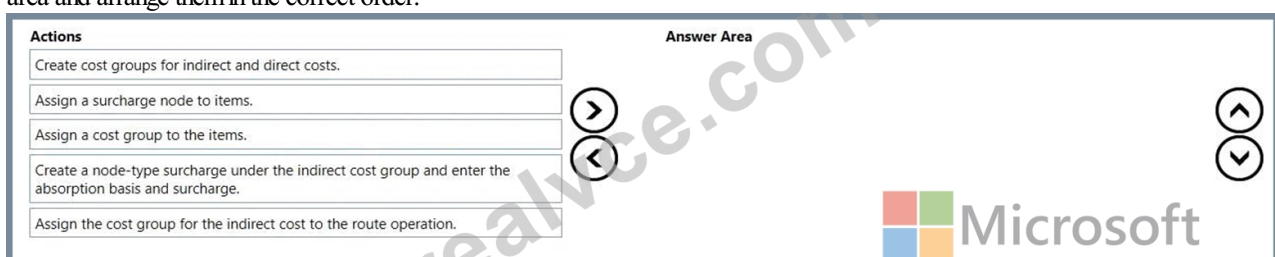 area and arrange them in the correct order.
Actions
Answer Area
Create cost groups for indirect and direct costs.
Assign a surcharge node to items.
Assign a cost group to the items.
Create a node-type surcharge under the indirect cost group and enter the
absorption basis and surcharge.
Assign the cost group for the indirect cost to the route operation.
realvce.com
Microsoft